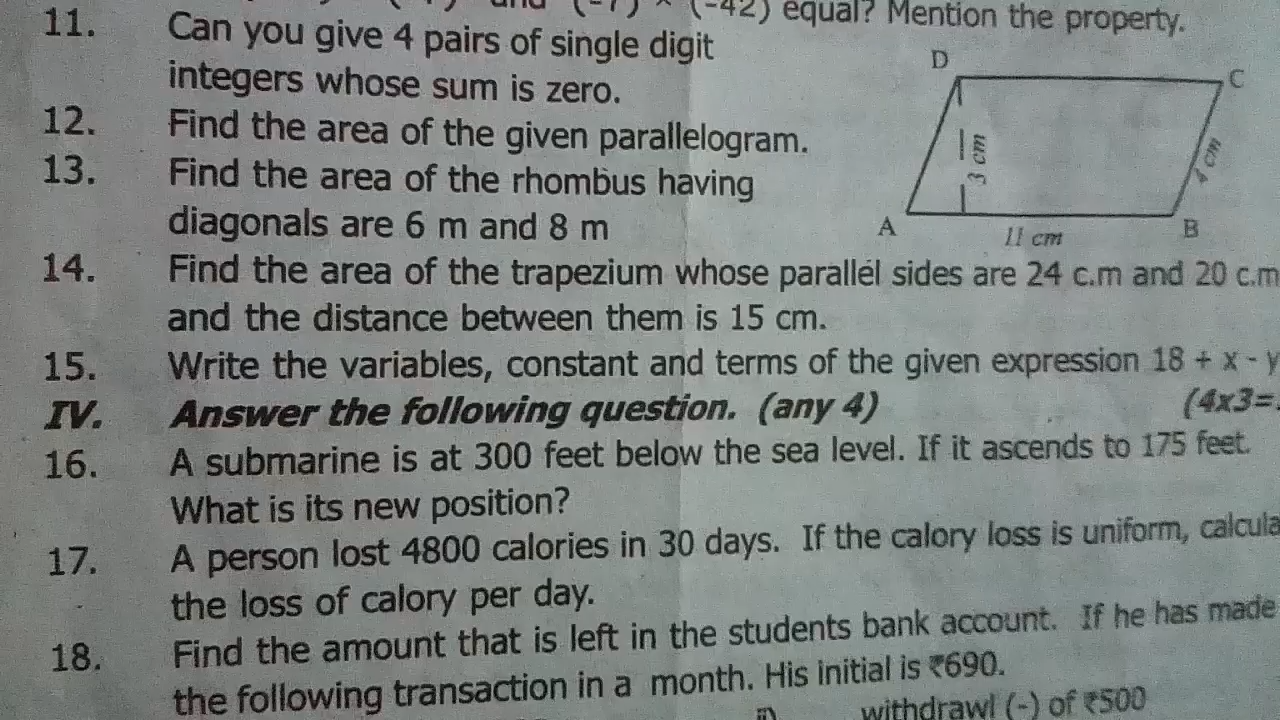 and (-7) × (-42) equal? Mention the property.
11. Can you give 4 pairs of single digit
integers whose sum is zero.
12. Find the area of the given parallelogram.
13. Find the area of the rhombus having
diagonals are 6 m and 8 m
D
C
3 cm
4 cm
A
11 cm
B
14. Find the area of the trapezium whose parallel sides are 24 c.m and 20 c.m
and the distance between them is 15 cm.
15. Write the variables, constant and terms of the given expression 18 + x - y
IV. Answer the following question. (any 4) (4x3=
16. A submarine is at 300 feet below the sea level. If it ascends to 175 feet.
What is its new position?
17. A person lost 4800 calories in 30 days. If the calory loss is uniform, calcula
the loss of calory per day.
18. Find the amount that is left in the students bank account. If he has made
the following transaction in a month. His initial is ₹690.
ii) withdrawl (-) of ₹500